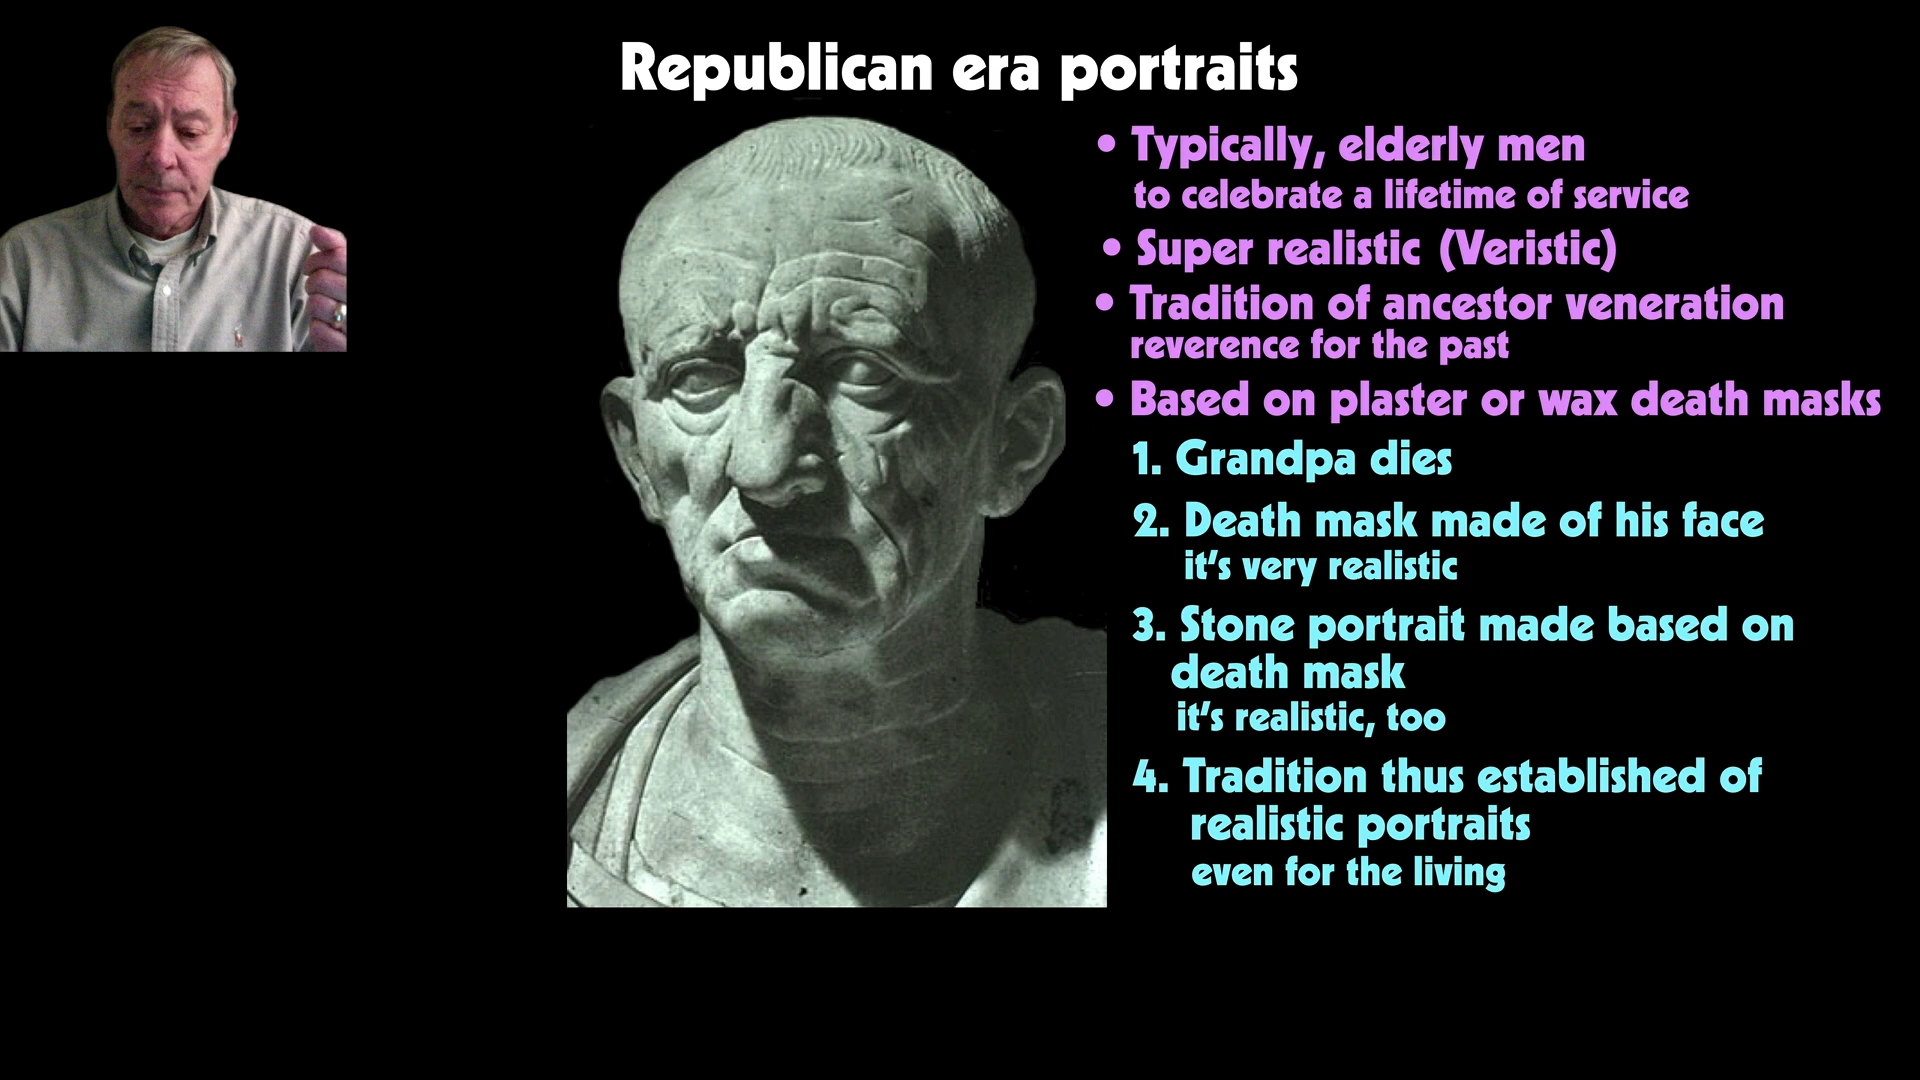 Republican era portraits
• Typically, elderly men
to celebrate a lifetime of service
• Super realistic (Veristic)
• Tradition of ancestor veneration
reverence for the past
• Based on plaster or wax death masks
1. Grandpa dies
2. Death mask made of his face
it's very realistic
3. Stone portrait made based on
death mask
it's realistic, too
4. Tradition thus established of
realistic portraits
even for the living